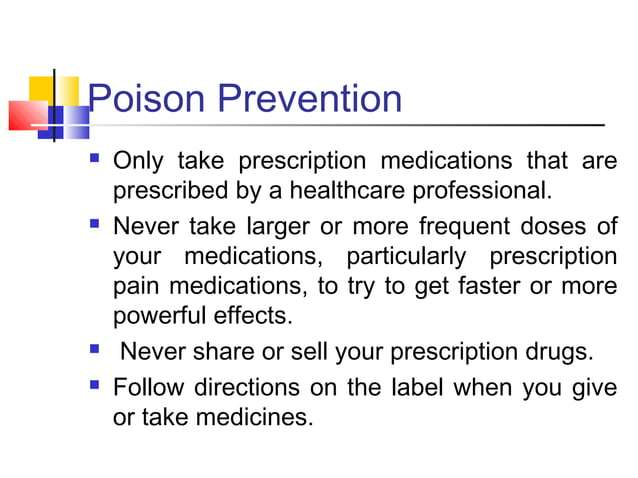 Poison Prevention
Only take prescription medications that are
prescribed by a healthcare professional.
Never take larger or more frequent doses of
your medications, particularly prescription
pain medications, to try to get faster or more
powerful effects.
Never share or sell your prescription drugs.
Follow directions on the label when you give
or take medicines.